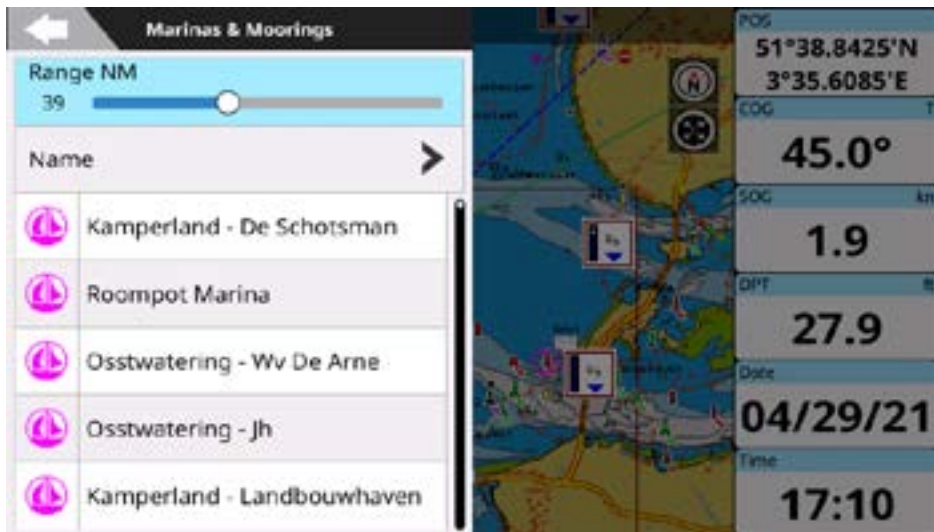 Marinas & Moorings
Range NM
39
Name
Kamperland - De Schotsman
Roompot Marina
Osstwatering - Wv De Arne
Osstwatering - Jh
Kamperland - Landbouwhaven
N
POS
51°38.8425'N
3°35.6085'E
COG T
45.0°
SOG kn
1.9
DPT ft
27.9
Date
04/29/21
Time
17:10